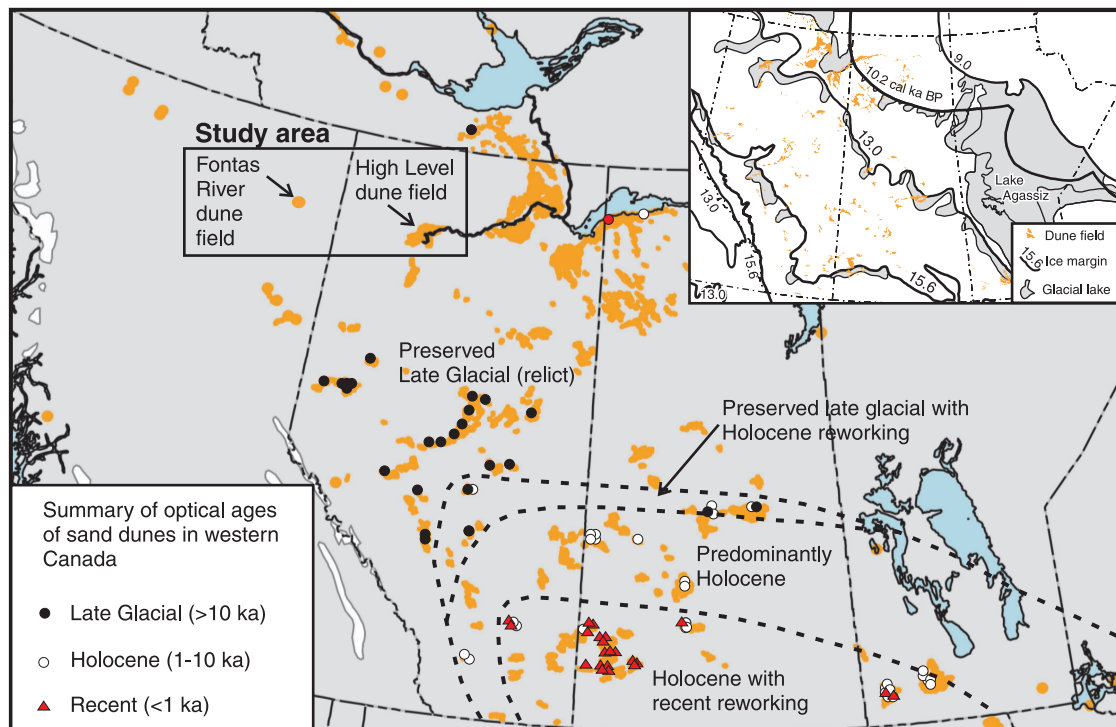 Study area
Fontas
River
dune
field
High Level
dune field
Preserved
Late Glacial (relict)
Preserved late glacial with
Holocene reworking
Predominantly
Holocene
Holocene with
recent reworking
Summary of optical ages
of sand dunes in western
Canada
Late Glacial (>10 ka)
Holocene (1-10 ka)
Recent (<1 ka)
9.0
10.2 cal ka BP
13.0
Lake
Agassiz
13.0
15.6
15.6
13.0
Dune field
15.6 Ice margin
Glacial lake